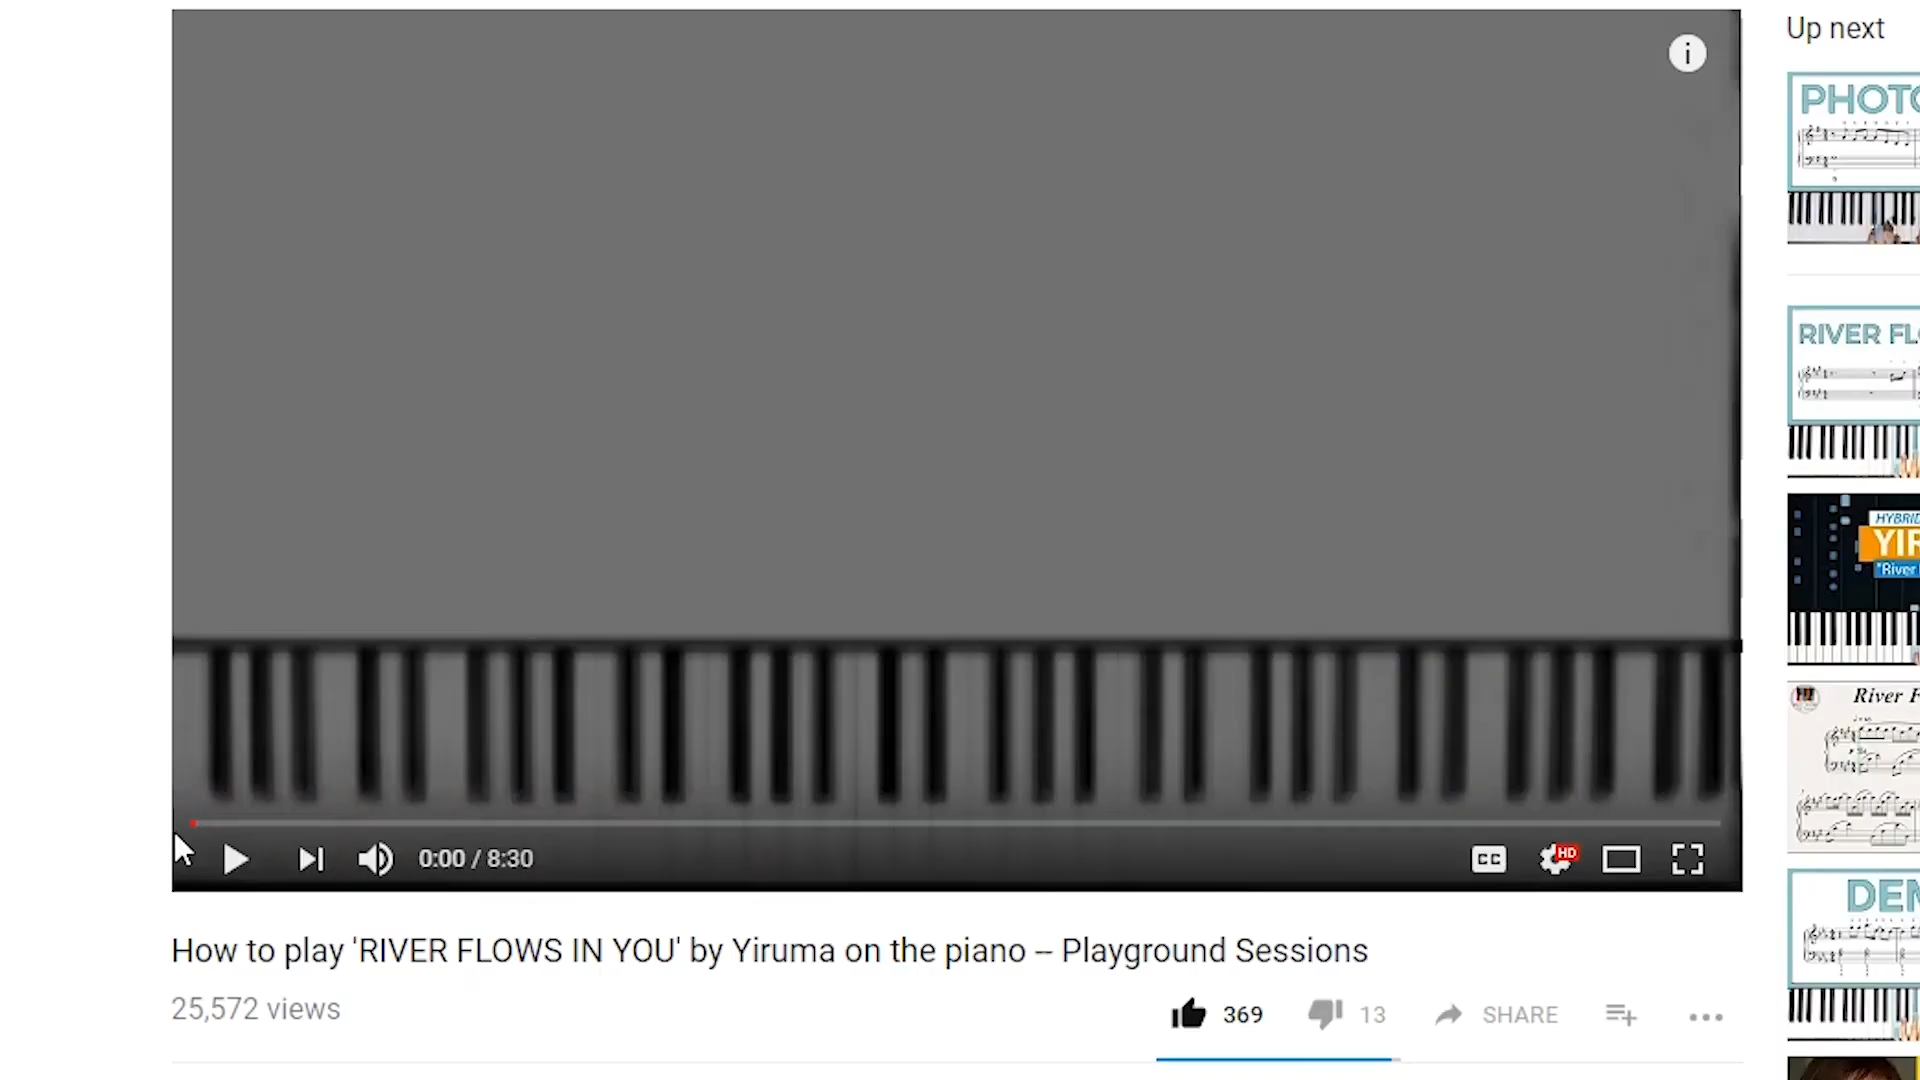 Up next
i
PHOTO
RIVER FL
HYBRID
YIR
"River
River F
DEM
0:00 / 8:30
CC
HD
How to play 'RIVER FLOWS IN YOU' by Yiruma on the piano -- Playground Sessions
25,572 views
369
13
SHARE